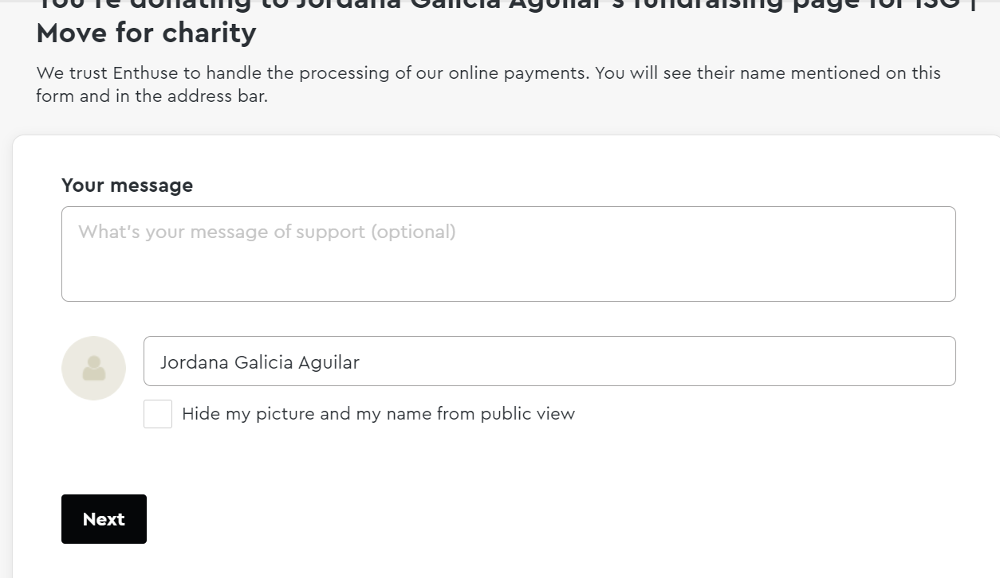 You're donating to Jordana Galicia Aguilar's fundraising page for ISG |
Move for charity
We trust Enthuse to handle the processing of our online payments. You will see their name mentioned on this
form and in the address bar.
Your message
What's your message of support (optional)
Jordana Galicia Aguilar
Hide my picture and my name from public view
Next